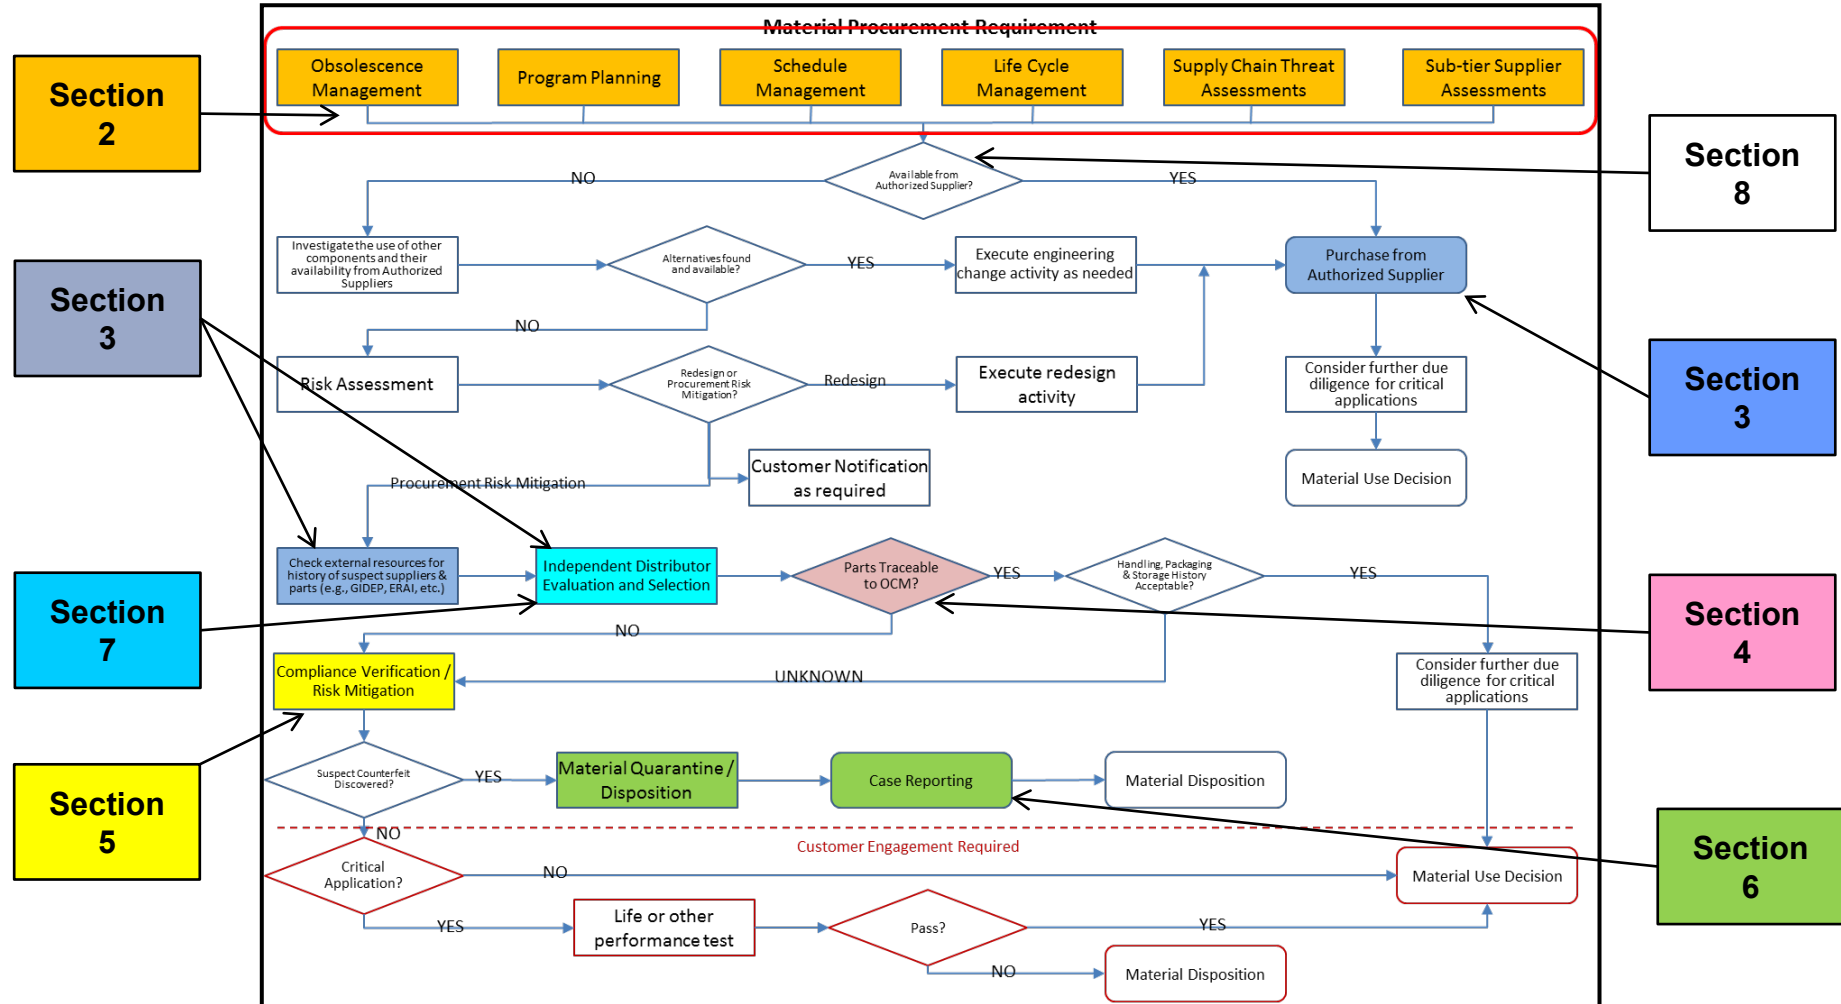 Material Procurement Requirement
Section
2
Obsolescence
Management
Program Planning
Schedule
Management
Life Cycle
Management
Supply Chain Threat
Assessments
Sub-tier Supplier
Assessments
Section
8
NO
Available from
Authorized Supplier?
YES
Investigate the use of other
components and their
availability from Authorized
Suppliers
Alternatives found
and available?
YES
Execute engineering
change activity as needed
Purchase from
Authorized Supplier
Section
3
NO
Risk Assessment
Redesign or
Procurement Risk
Mitigation?
Redesign
Execute redesign
activity
Consider further due
diligence for critical
applications
Section
3
Customer Notification
as required
Procurement Risk Mitigation
Material Use Decision
Check external resources for
history of suspect suppliers &
parts (e.g., GIDEP, ERAI, etc.)
Independent Distributor
Evaluation and Selection
Parts Traceable
to OCM?
YES
Handling, Packaging
& Storage History
Acceptable?
YES
Section
7
Section
4
NO
Compliance Verification /
Risk Mitigation
UNKNOWN
Consider further due
diligence for critical
applications
Section
5
Suspect Counterfeit
Discovered?
YES
Material Quarantine /
Disposition
Case Reporting
Material Disposition
NO
Customer Engagement Required
Section
6
Critical
Application?
NO
Material Use Decision
YES
Life or other
performance test
Pass?
YES
NO
Material Disposition